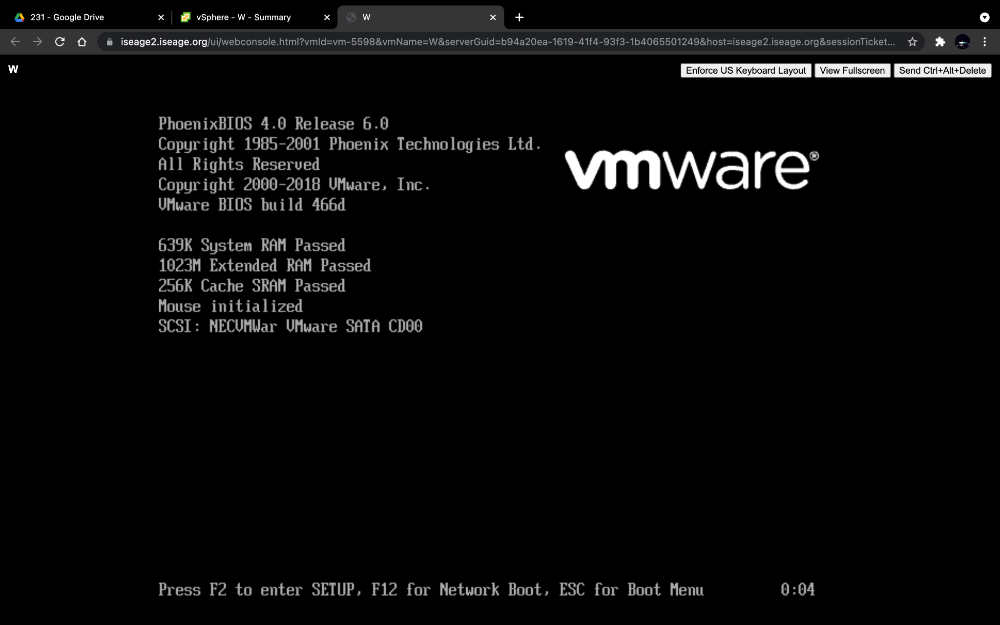 231 - Google Drive
vSphere - W - Summary
W
iseage2.iseage.org/ui/webconsole.html?vmId=vm-5598&vmName=W&serverGuid=b94a20ea-1619-41f4-93f3-1b4065501249&host=iseage2.iseage.org&sessionTicket...
W
Enforce US Keyboard Layout
View Fullscreen
Send Ctrl+Alt+Delete
PhoenixBIOS 4.0 Release 6.0
Copyright 1985-2001 Phoenix Technologies Ltd.
All Rights Reserved
Copyright 2000-2018 VMware, Inc.
VMware BIOS build 466d
vmware®
639K System RAM Passed
1023M Extended RAM Passed
256K Cache SRAM Passed
Mouse initialized
SCSI: NECVMWar VMware SATA CD00
Press F2 to enter SETUP, F12 for Network Boot, ESC for Boot Menu 0:04